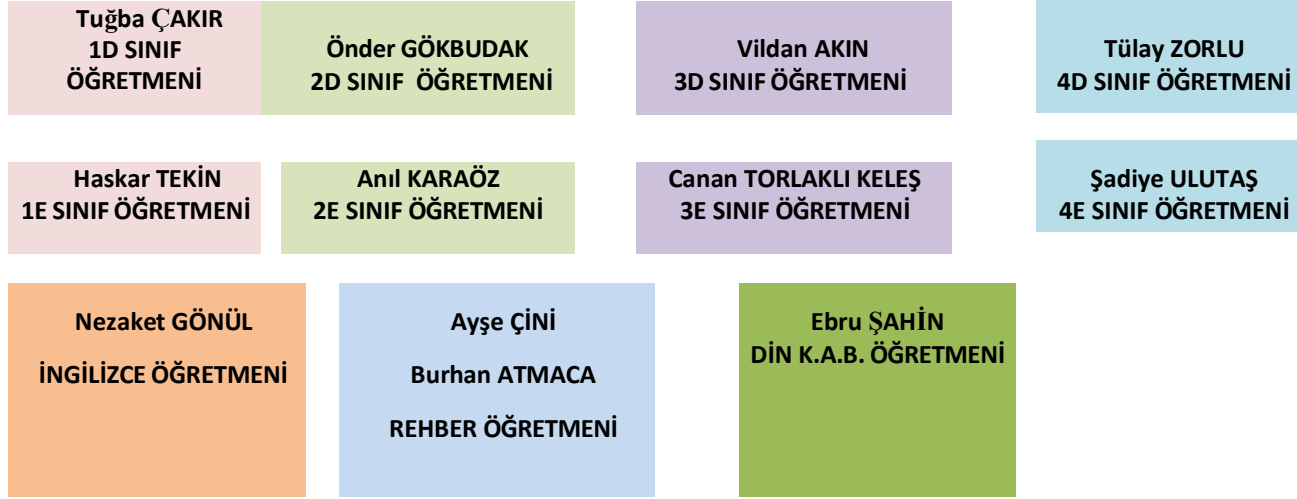 Tuğba ÇAKIR
1D SINIF
ÖĞRETMENİ
Önder GÖKBUDAK
2D SINIF ÖĞRETMENİ
Vildan AKIN
3D SINIF ÖĞRETMENİ
Tülay ZORLU
4D SINIF ÖĞRETMENİ
Haskar TEKİN
1E SINIF ÖĞRETMENİ
Anıl KARAÖZ
2E SINIF ÖĞRETMENİ
Canan TORLAKLI KELEŞ
3E SINIF ÖĞRETMENİ
Şadiye ULUTAŞ
4E SINIF ÖĞRETMENİ
Nezaket GÖNÜL
İNGİLİZCE ÖĞRETMENİ
Ayşe ÇİNİ
Burhan ATMACA
REHBER ÖĞRETMENİ
Ebru ŞAHİN
DİN K.A.B. ÖĞRETMENİ